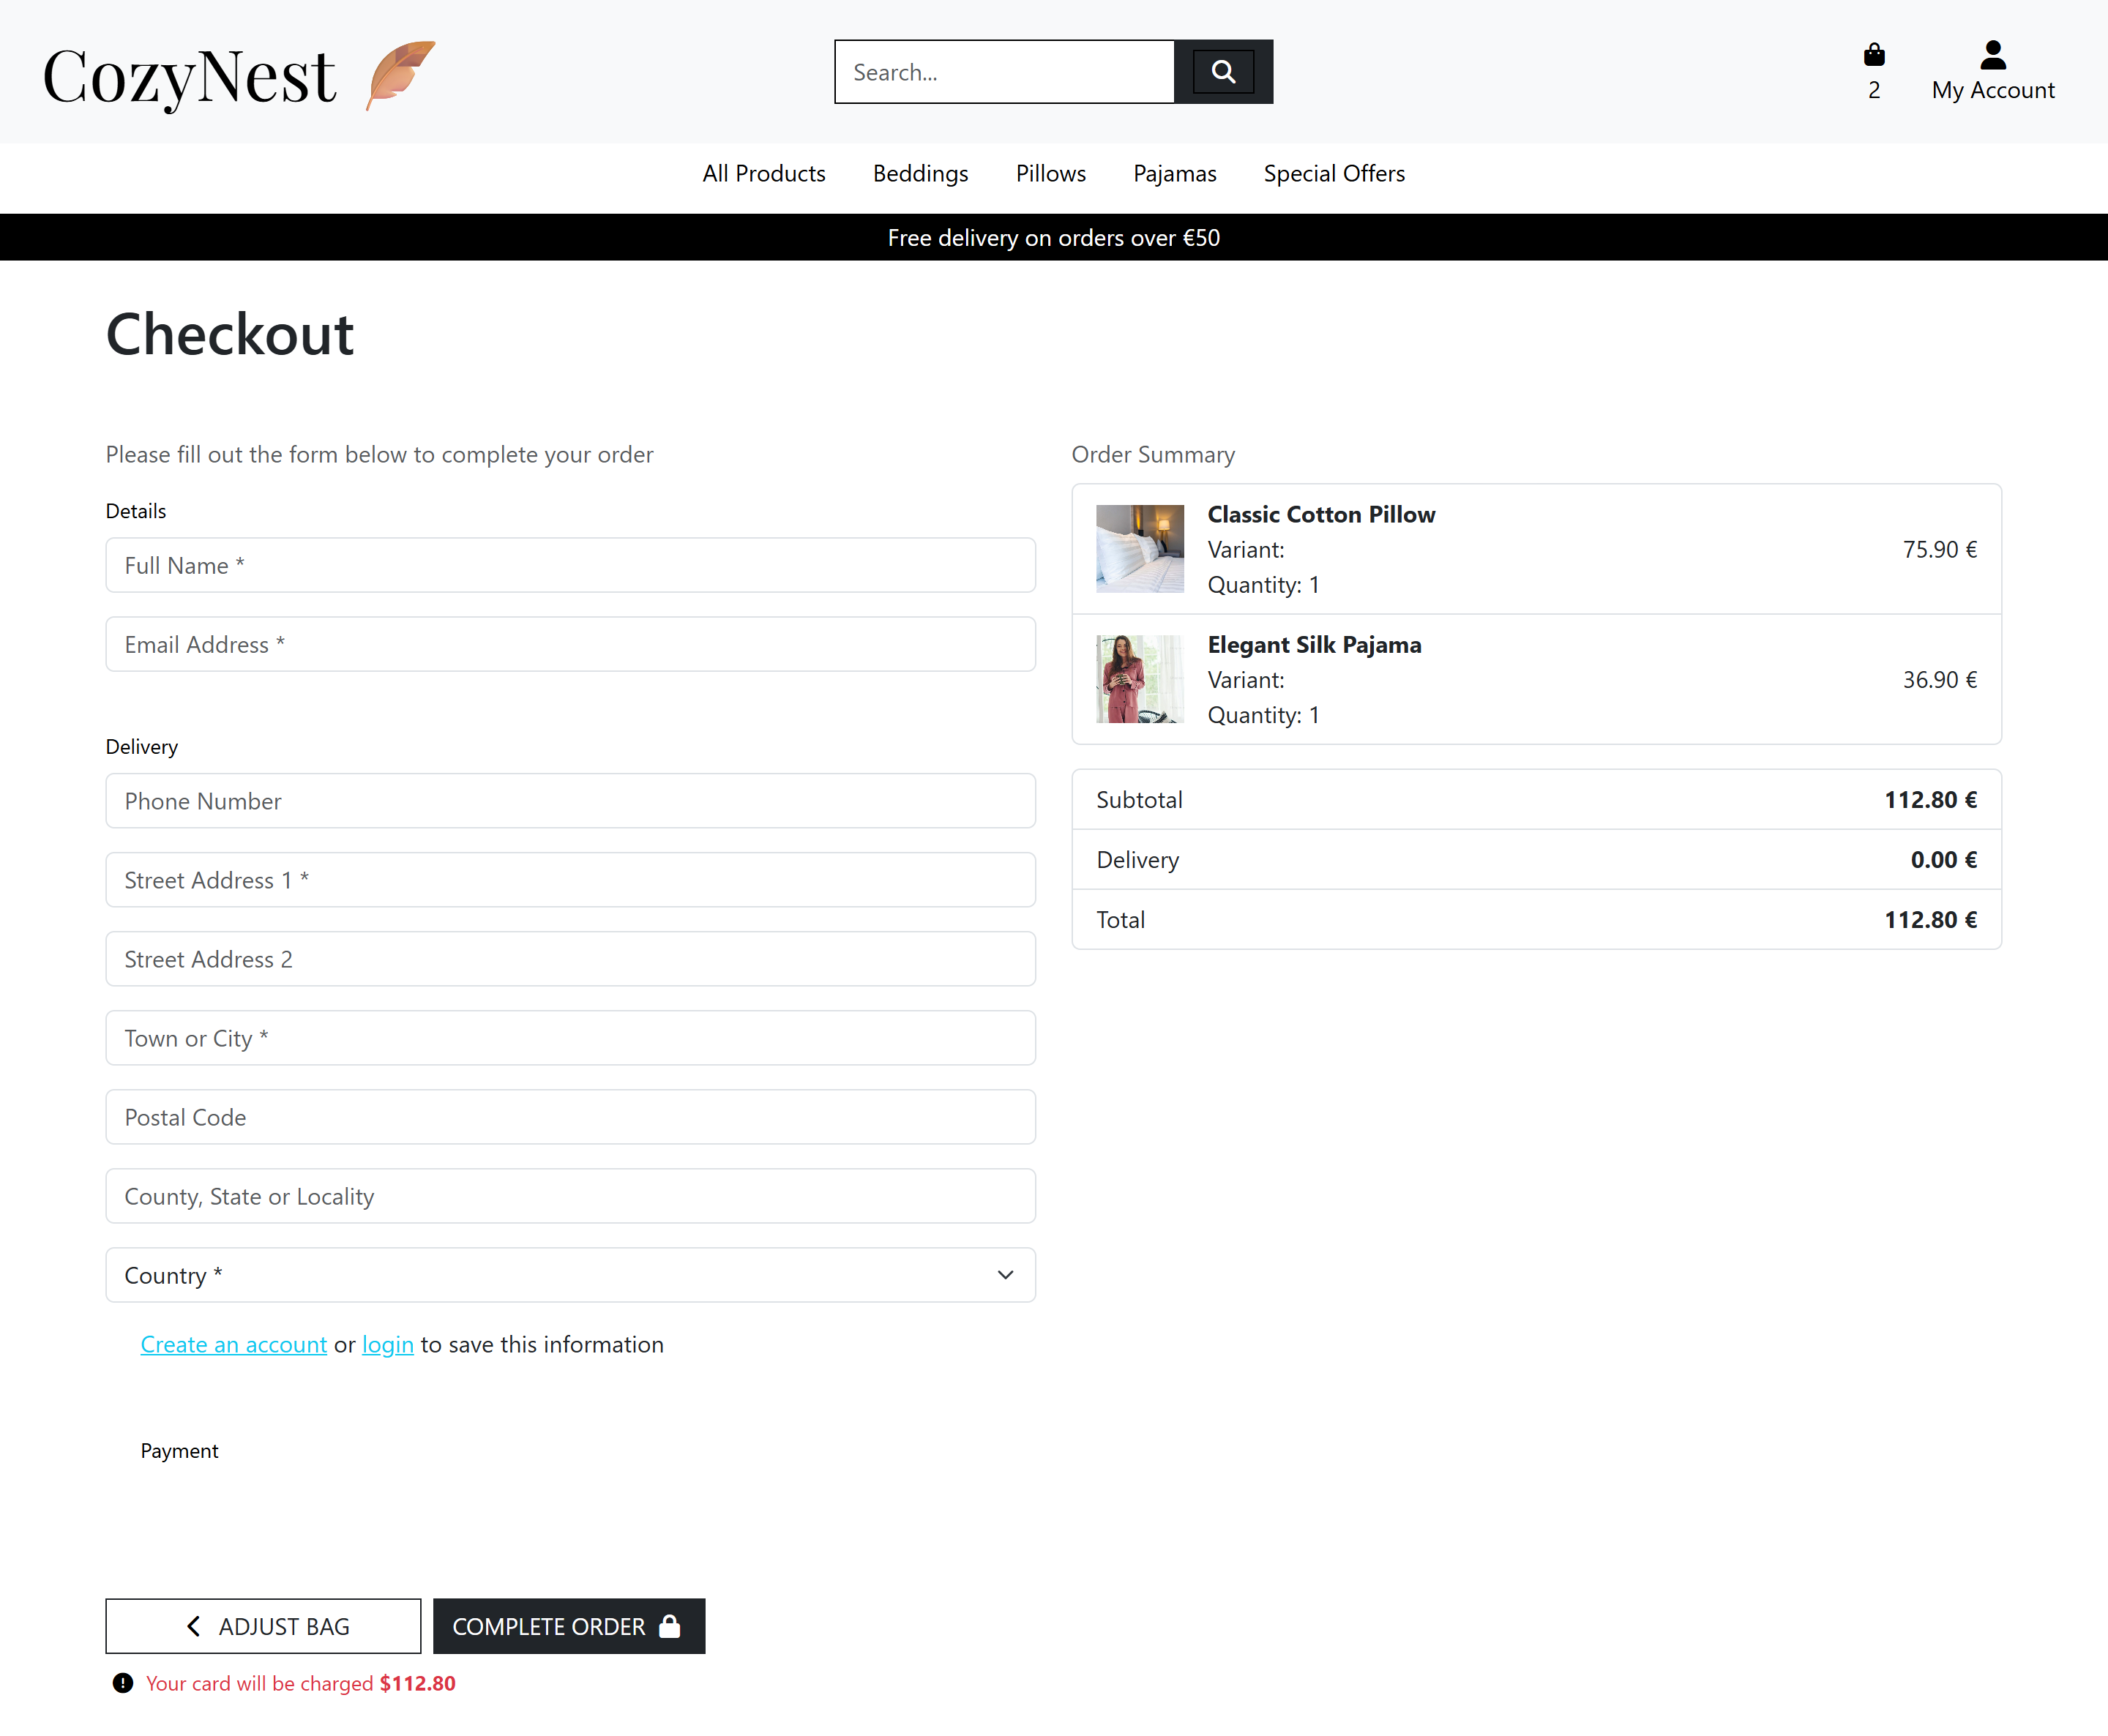 CozyNest
Search...
2
My Account
All Products Beddings Pillows Pajamas Special Offers
Free delivery on orders over €50
Checkout
Please fill out the form below to complete your order
Details
Full Name *
Email Address *
Delivery
Phone Number
Street Address 1 *
Street Address 2
Town or City *
Postal Code
County, State or Locality
Country *
Create an account or login to save this information
Payment
ADJUST BAG
COMPLETE ORDER
Your card will be charged $112.80
Order Summary
Classic Cotton Pillow
Variant:
Quantity: 1
75.90 €
Elegant Silk Pajama
Variant:
Quantity: 1
36.90 €
Subtotal 112.80 €
Delivery 0.00 €
Total 112.80 €